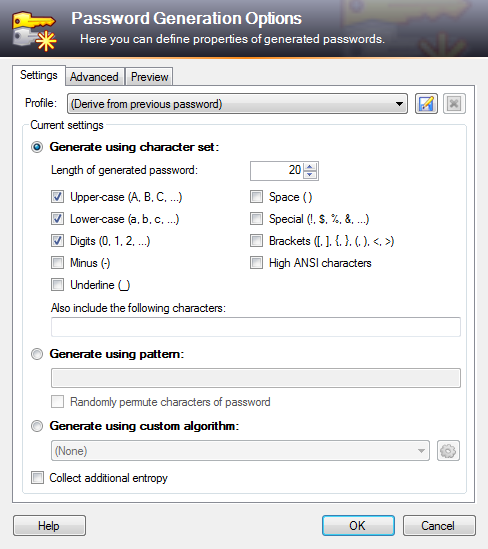 Password Generation Options
Here you can define properties of generated passwords.
Settings Advanced Preview
Profile: (Derive from previous password)
Current settings
Generate using character set:
Length of generated password: 20
Upper-case (A, B, C, ...) Space ( )
Lower-case (a, b, c, ...) Special (!, $, %, &, ...)
Digits (0, 1, 2, ...) Brackets ([, ], {, }, (, ), <, >)
Minus (-) High ANSI characters
Underline (_)
Also include the following characters:
Generate using pattern:
Randomly permute characters of password
Generate using custom algorithm:
(None)
Collect additional entropy
Help OK Cancel